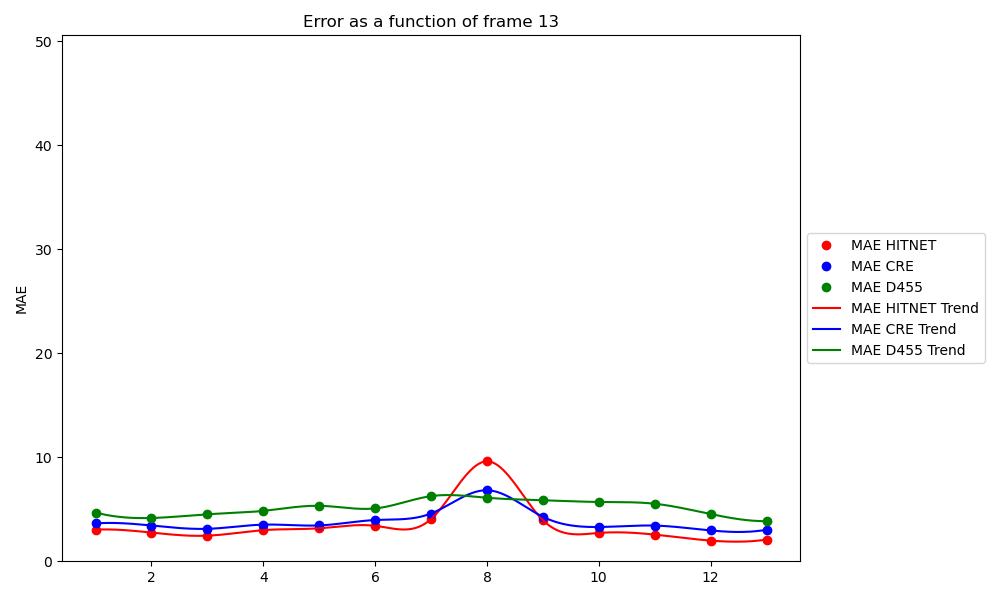 Error as a function of frame 13
50
40
30
20
10
0
MAE
2
4
6
8
10
12
MAE HITNET
MAE CRE
MAE D455
MAE HITNET Trend
MAE CRE Trend
MAE D455 Trend